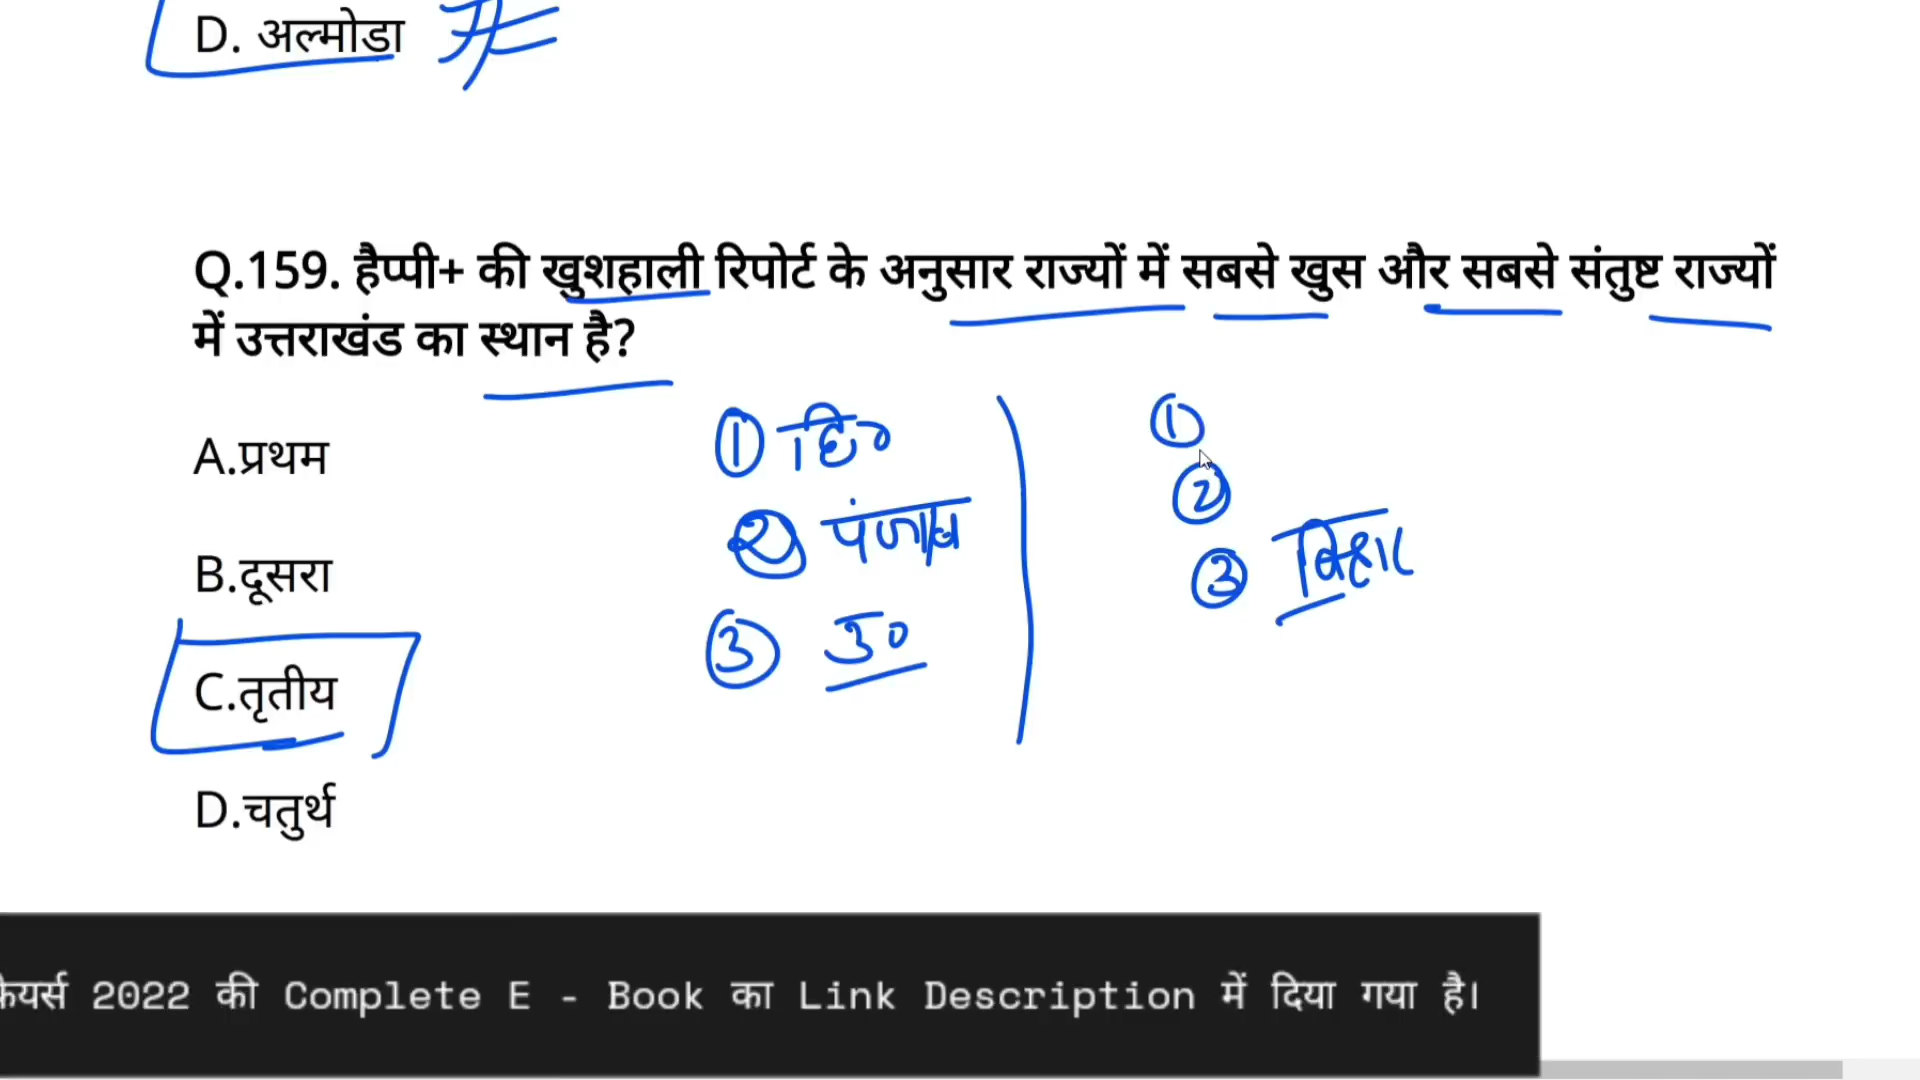 D. अल्मोडा
Q.159. हैप्पी+ की खुशहाली रिपोर्ट के अनुसार राज्यों में सबसे खुस और सबसे संतुष्ट राज्यों
में उत्तराखंड का स्थान है?
A.प्रथम
B.दूसरा
C.तृतीय
D.चतुर्थ
① हि०
② पंजाब
③ उ०
①
②
③ बिहार
केयर्स 2022 की Complete E - Book का Link Description में दिया गया है।